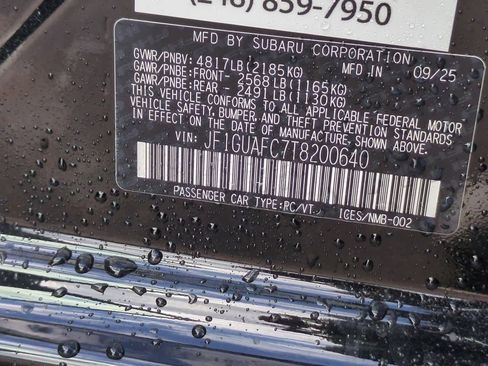 (248) 859-7950
MFD BY SUBARU CORPORATION 09/25
GVWR/PNBV: 4817LB(2185KG)
GAWR/PNBE:FRONT- 2568LB(1165KG)
GAWR/PNBE:REAR - 2491LB(1130KG)
THIS VEHICLE CONFORMS TO ALL APPLICABLE FEDERAL MOTOR
VEHICLE SAFETY, BUMPER, AND THEFT PREVENTION STANDARDS
IN EFFECT ON THE DATE OF MANUFACTURE, SHOWN ABOVE.
VIN: JF1GUAFC7T8200640
PASSENGER CAR TYPE:PC/VT. ICES/NMB-002